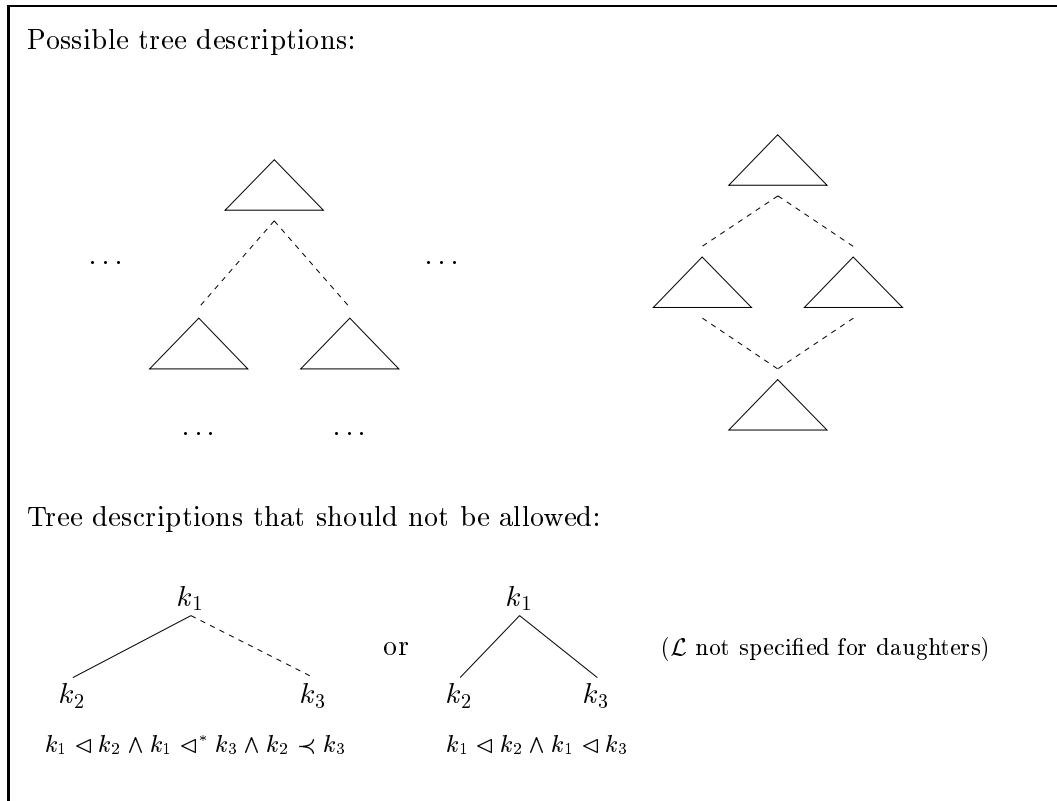 Possible tree descriptions:
... ...
... ...
Tree descriptions that should not be allowed:
k₁ k₁
or (ℒ not specified for daughters)
k₂ k₃ k₂ k₃
k₁ ◁ k₂ ∧ k₁ ◁* k₃ ∧ k₂ ≺ k₃ k₁ ◁ k₂ ∧ k₁ ◁ k₃